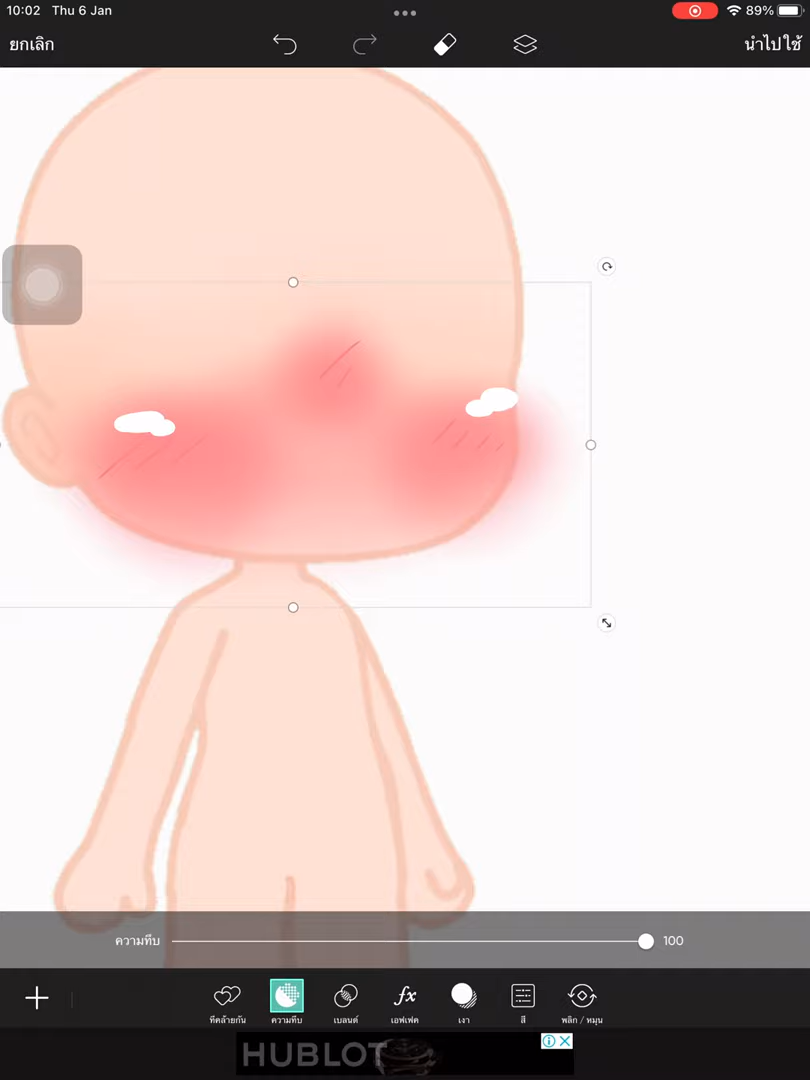 10:02 Thu 6 Jan 89%
ยกเลิก นำไปใช้
ความทึบ 100
ที่คล้ายกัน ความทึบ เบลนด์ เอฟเฟค เงา สี พลิก / หมุน
HUBLOT